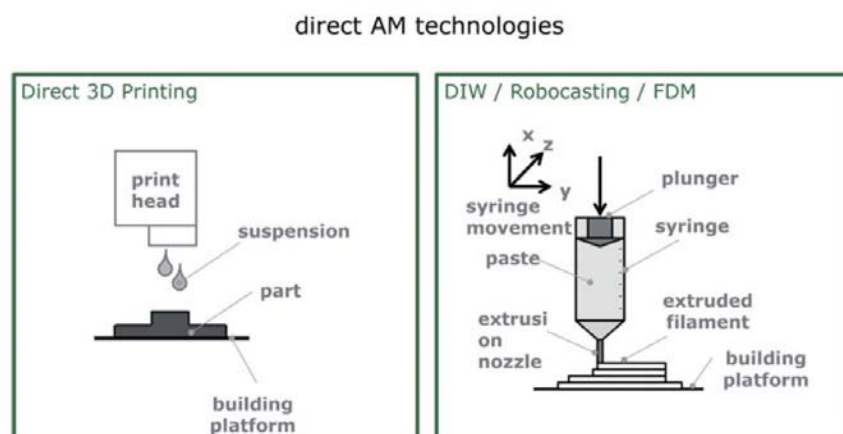 direct AM technologies
Direct 3D Printing
print
head
suspension
part
building
platform
DIW / Robocasting / FDM
x
z
y
syringe
movement
plunger
syringe
paste
extruded
filament
extrusi
on
nozzle
building
platform